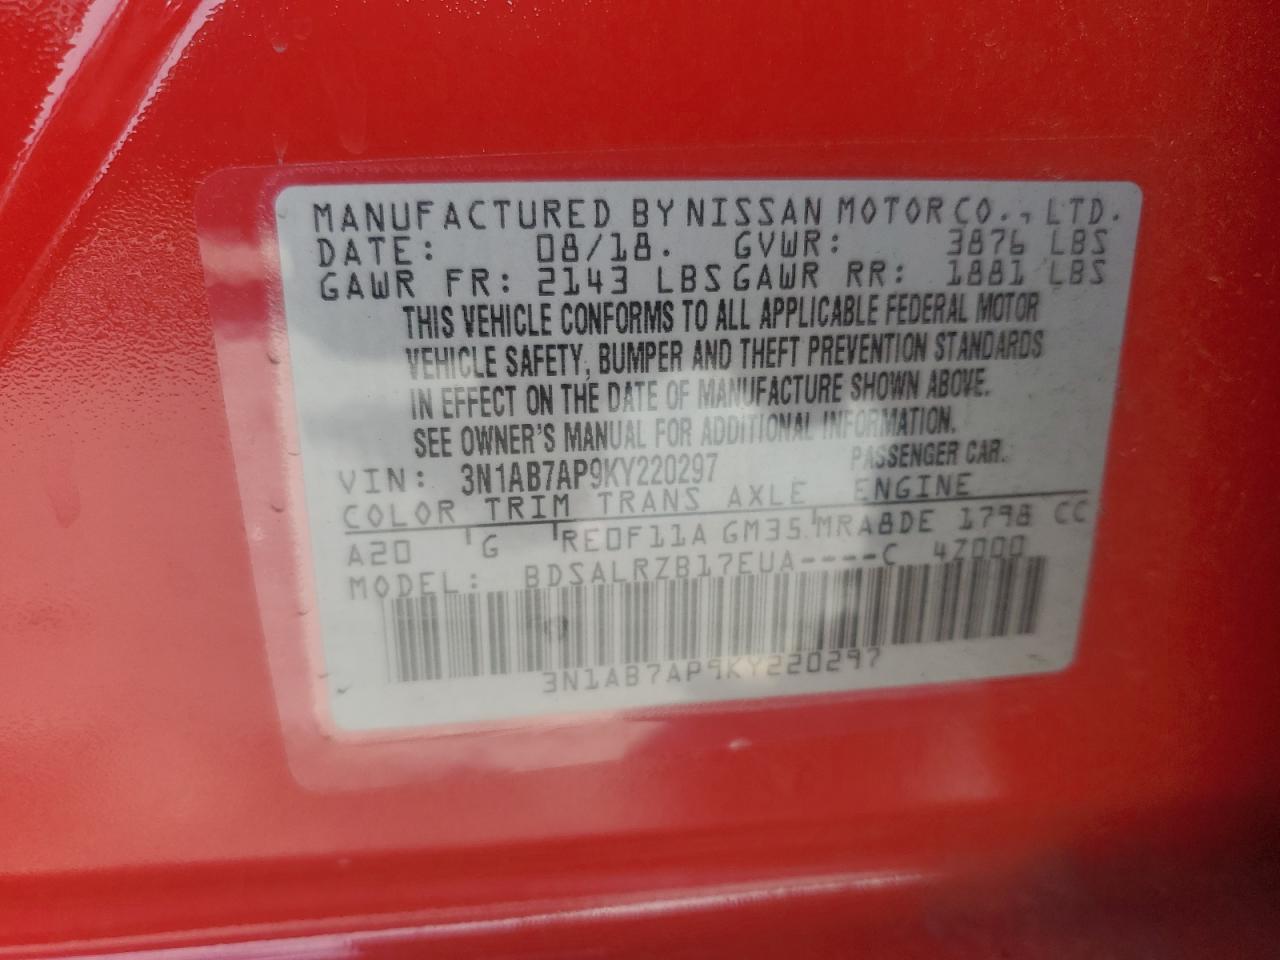 MANUFACTURED BY NISSAN MOTOR CO., LTD.
DATE: 08/18. GVWR: 3876 LBS
GAWR FR: 2143 LBS GAWR RR: 1881 LBS
THIS VEHICLE CONFORMS TO ALL APPLICABLE FEDERAL MOTOR
VEHICLE SAFETY, BUMPER AND THEFT PREVENTION STANDARDS
IN EFFECT ON THE DATE OF MANUFACTURE SHOWN ABOVE.
SEE OWNER'S MANUAL FOR ADDITIONAL INFORMATION.
VIN: 3N1AB7AP9KY220297 PASSENGER CAR.
COLOR TRIM TRANS AXLE ENGINE
A20 G RE0F11A GM35 MRA8DE 1798 CC
MODEL: BDSALRZB17EUA----C 4Z000
3N1AB7AP9KY220297